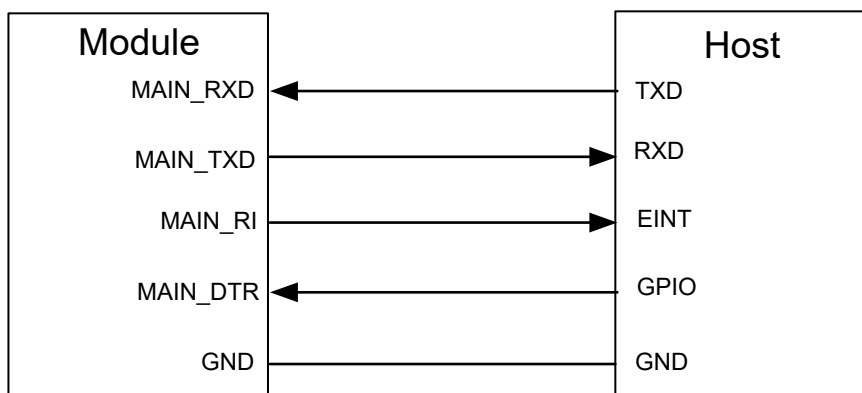 Module
Host
MAIN_RXD
TXD
MAIN_TXD
RXD
MAIN_RI
EINT
MAIN_DTR
GPIO
GND
GND